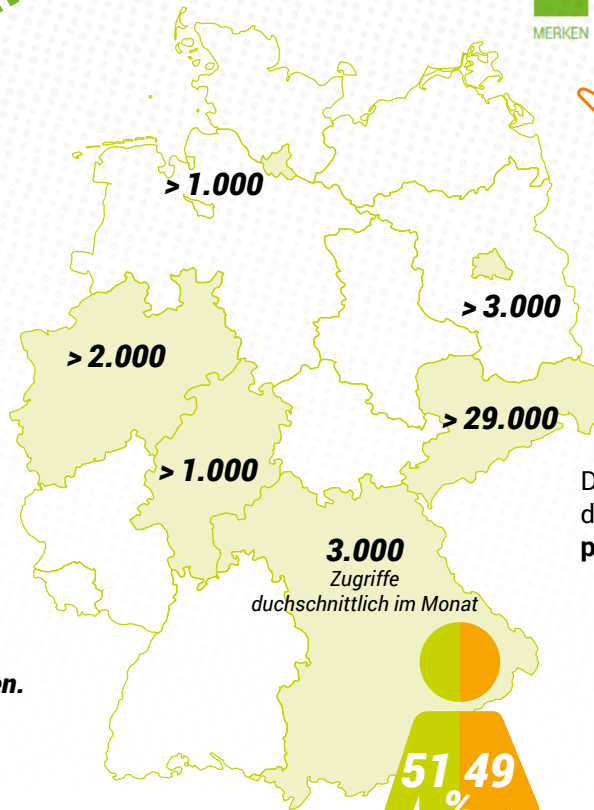 MERKEN
> 1.000
> 3.000
> 2.000
> 29.000
> 1.000
3.000
Zugriffe
duchschnittlich im Monat
51 49
%